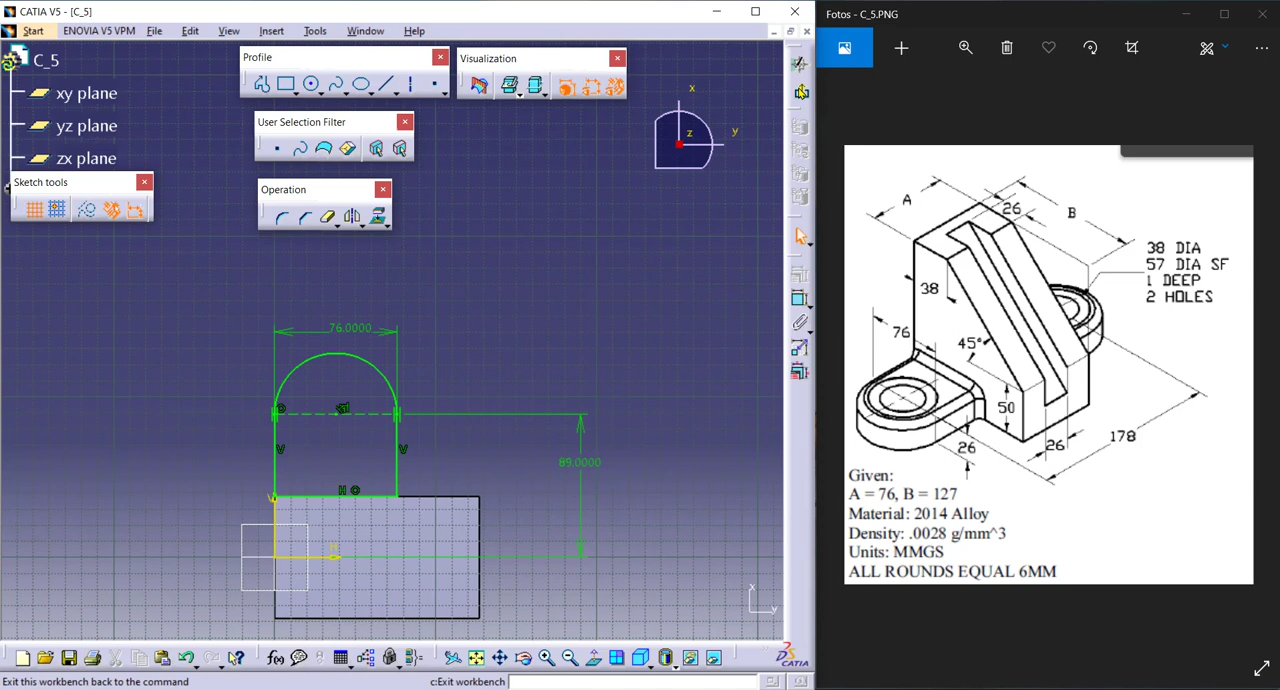 CATIA V5 - [C_5]
Start ENOVIA V5 VPM File Edit View Insert Tools Window Help
C_5
xy plane
yz plane
zx plane
Sketch tools
Profile
Visualization
User Selection Filter
Operation
x
y
z
76.0000
89.0000
V
V
H
V
H
x
y
f(x)
CATIA
Exit this workbench back to the command
c:Exit workbench
Fotos - C_5.PNG
A
26
B
38 DIA
57 DIA SF
1 DEEP
2 HOLES
38
76
45°
50
26
26
178
Given:
A = 76, B = 127
Material: 2014 Alloy
Density: .0028 g/mm^3
Units: MMGS
ALL ROUNDS EQUAL 6MM